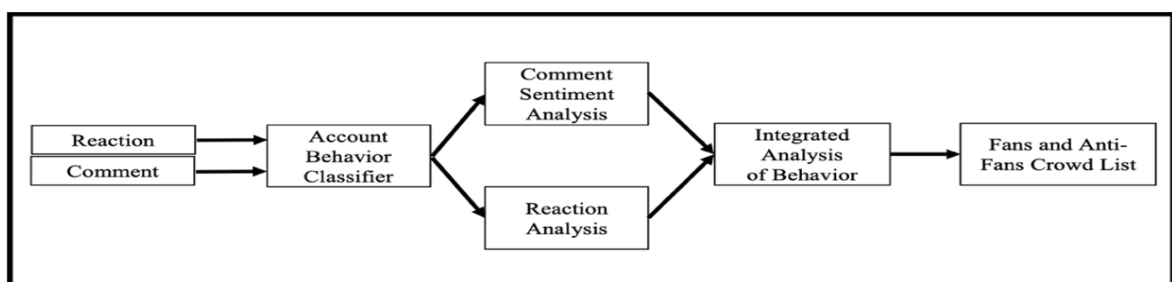 Reaction
Comment
Account
Behavior
Classifier
Comment
Sentiment
Analysis
Reaction
Analysis
Integrated
Analysis
of Behavior
Fans and Anti-
Fans Crowd List